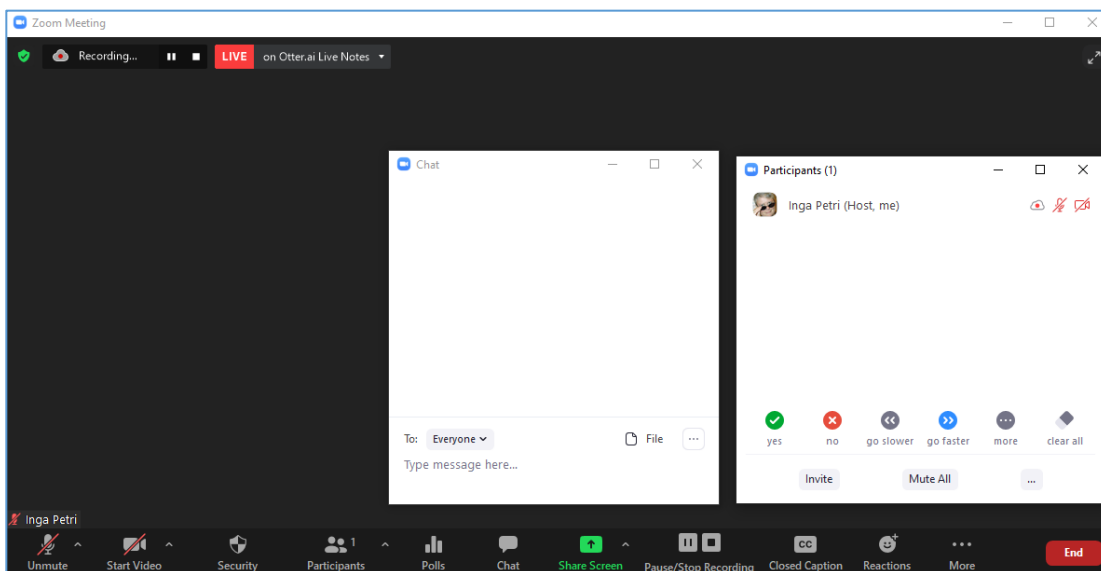 Zoom Meeting
Recording...
LIVE on Otter.ai Live Notes
Chat
To: Everyone
File
...
Type message here...
Participants (1)
Inga Petri (Host, me)
yes no go slower go faster more clear all
Invite Mute All ...
Inga Petri
1
CC
Unmute Start Video Security Participants Polls Chat Share Screen Pause/Stop Recording Closed Caption Reactions More End